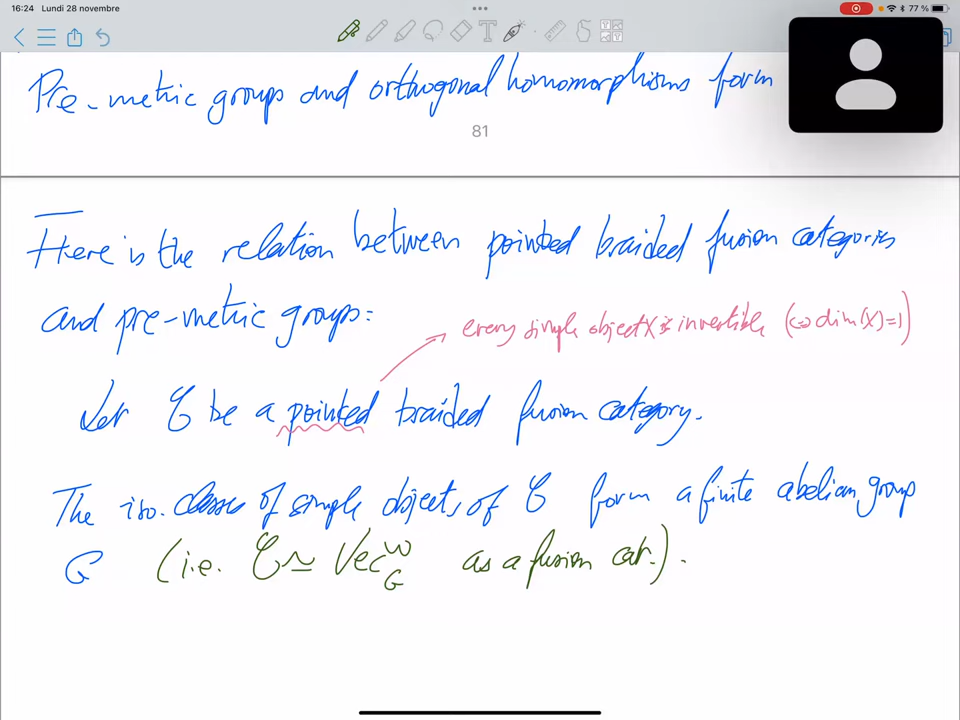 16:24 Lundi 28 novembre
77 %
Pre-metric groups and orthogonal homomorphisms form
81
Here is the relation between pointed braided fusion categories
and pre-metric groups:
every simple object X is invertible (⇔ dim(X)=1)
Let 𝒞 be a pointed braided fusion category.
The iso. classes of simple objects of 𝒞 form a finite abelian group
G (i.e. 𝒞 ≃ Vec_G^ω as a fusion cat.).